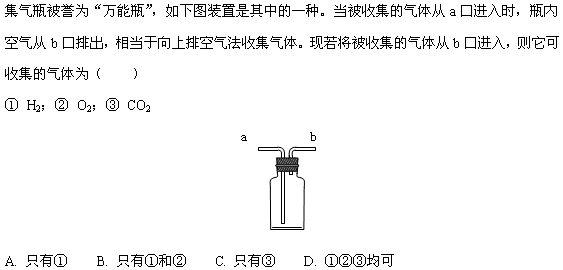 集气瓶被誉为“万能瓶”，如下图装置是其中的一种。当被收集的气体从 a 口进入时，瓶内
空气从 b 口排出，相当于向上排空气法收集气体。现若将被收集的气体从 b 口进入，则它可
收集的气体为（　　）
① H₂；② O₂；③ CO₂
a b
A. 只有① B. 只有①和② C. 只有③ D. ①②③均可